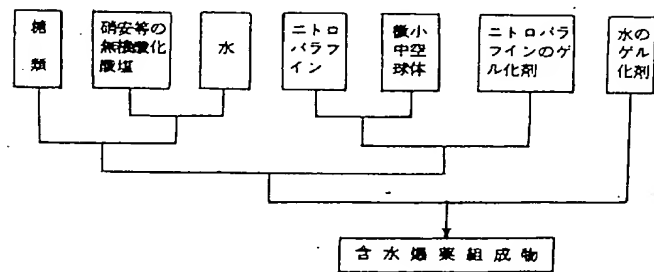 糖
類
硝安等の
無機酸化
酸塩
水
ニトロ
パラフ
イン
微小
中空
球体
ニトロパラ
フインのゲ
ル化剤
水の
ゲル
化剤
含水爆薬組成物